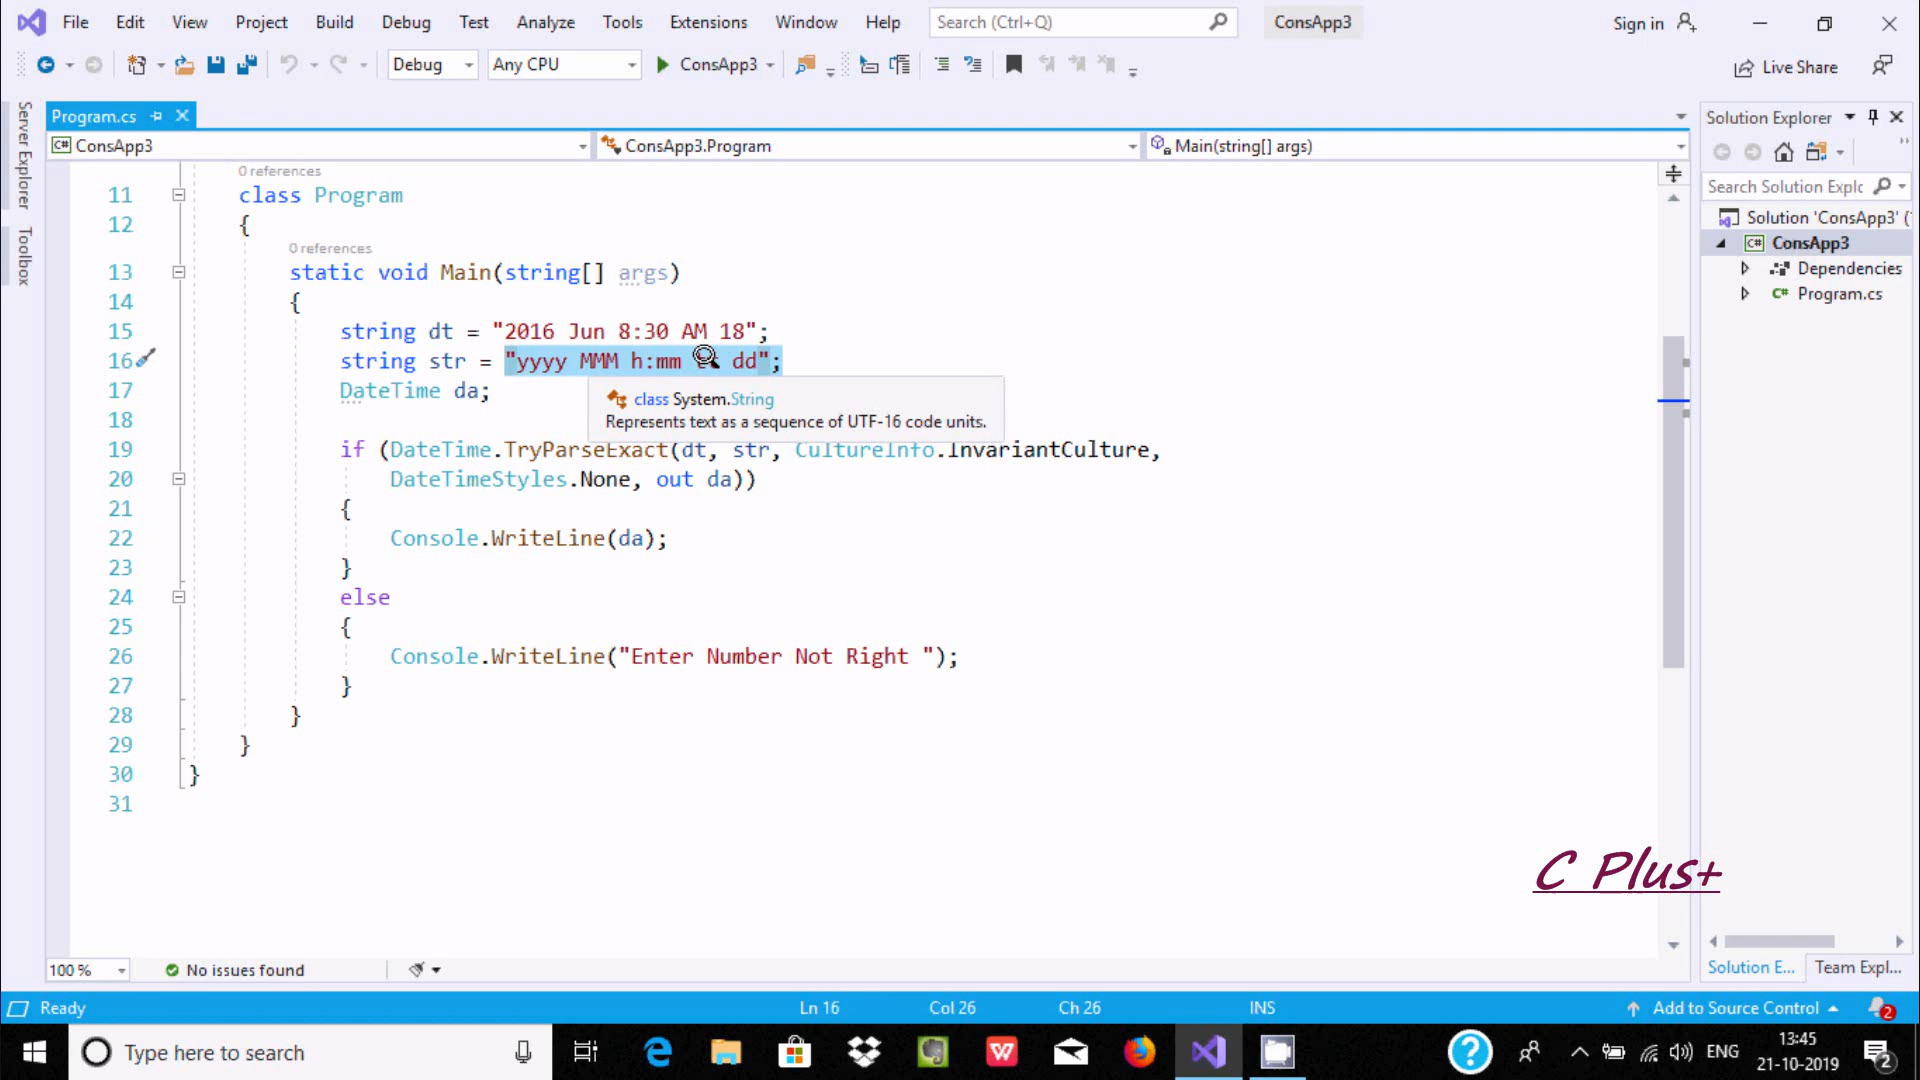 File Edit View Project Build Debug Test Analyze Tools Extensions Window Help Search (Ctrl+Q) ConsApp3 Sign in
Debug Any CPU ConsApp3 Live Share
Server Explorer
Toolbox
Program.cs
ConsApp3 ConsApp3.Program Main(string[] args)
0 references
11 class Program
12 {
0 references
13 static void Main(string[] args)
14 {
15 string dt = "2016 Jun 8:30 AM 18";
16 string str = "yyyy MMM h:mm dd";
17 DateTime da;
class System.String
Represents text as a sequence of UTF-16 code units.
18
19 if (DateTime.TryParseExact(dt, str, CultureInfo.InvariantCulture,
20 DateTimeStyles.None, out da))
21 {
22 Console.WriteLine(da);
23 }
24 else
25 {
26 Console.WriteLine("Enter Number Not Right ");
27 }
28 }
29 }
30 }
31
Solution Explorer
Search Solution Explc
Solution 'ConsApp3' (
ConsApp3
Dependencies
C# Program.cs
C Plus+
Solution E... Team Expl...
100 % No issues found
Ready Ln 16 Col 26 Ch 26 INS Add to Source Control 2
Type here to search ENG 13:45
21-10-2019 2